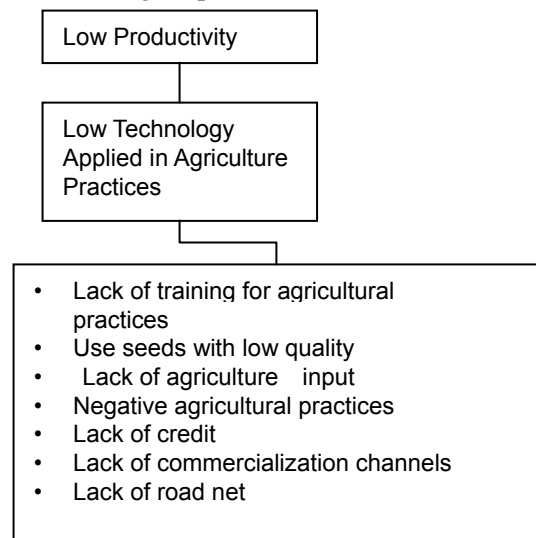 Low Productivity
Low Technology
Applied in Agriculture
Practices
• Lack of training for agricultural
practices
• Use seeds with low quality
• Lack of agriculture input
• Negative agricultural practices
• Lack of credit
• Lack of commercialization channels
• Lack of road net